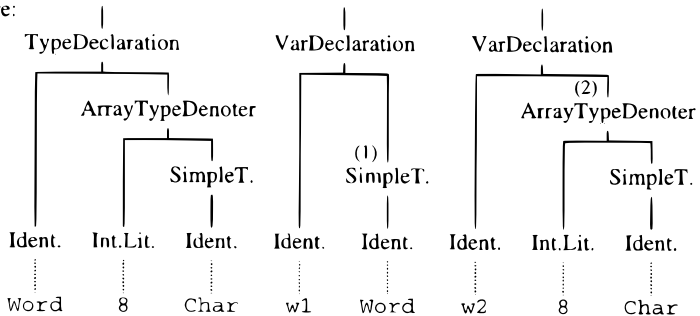 e:
TypeDeclaration VarDeclaration VarDeclaration
(2)
ArrayTypeDenoter ArrayTypeDenoter
(1)
SimpleT. SimpleT. SimpleT.
Ident. Int.Lit. Ident. Ident. Ident. Ident. Int.Lit. Ident.
Word 8 Char w1 Word w2 8 Char